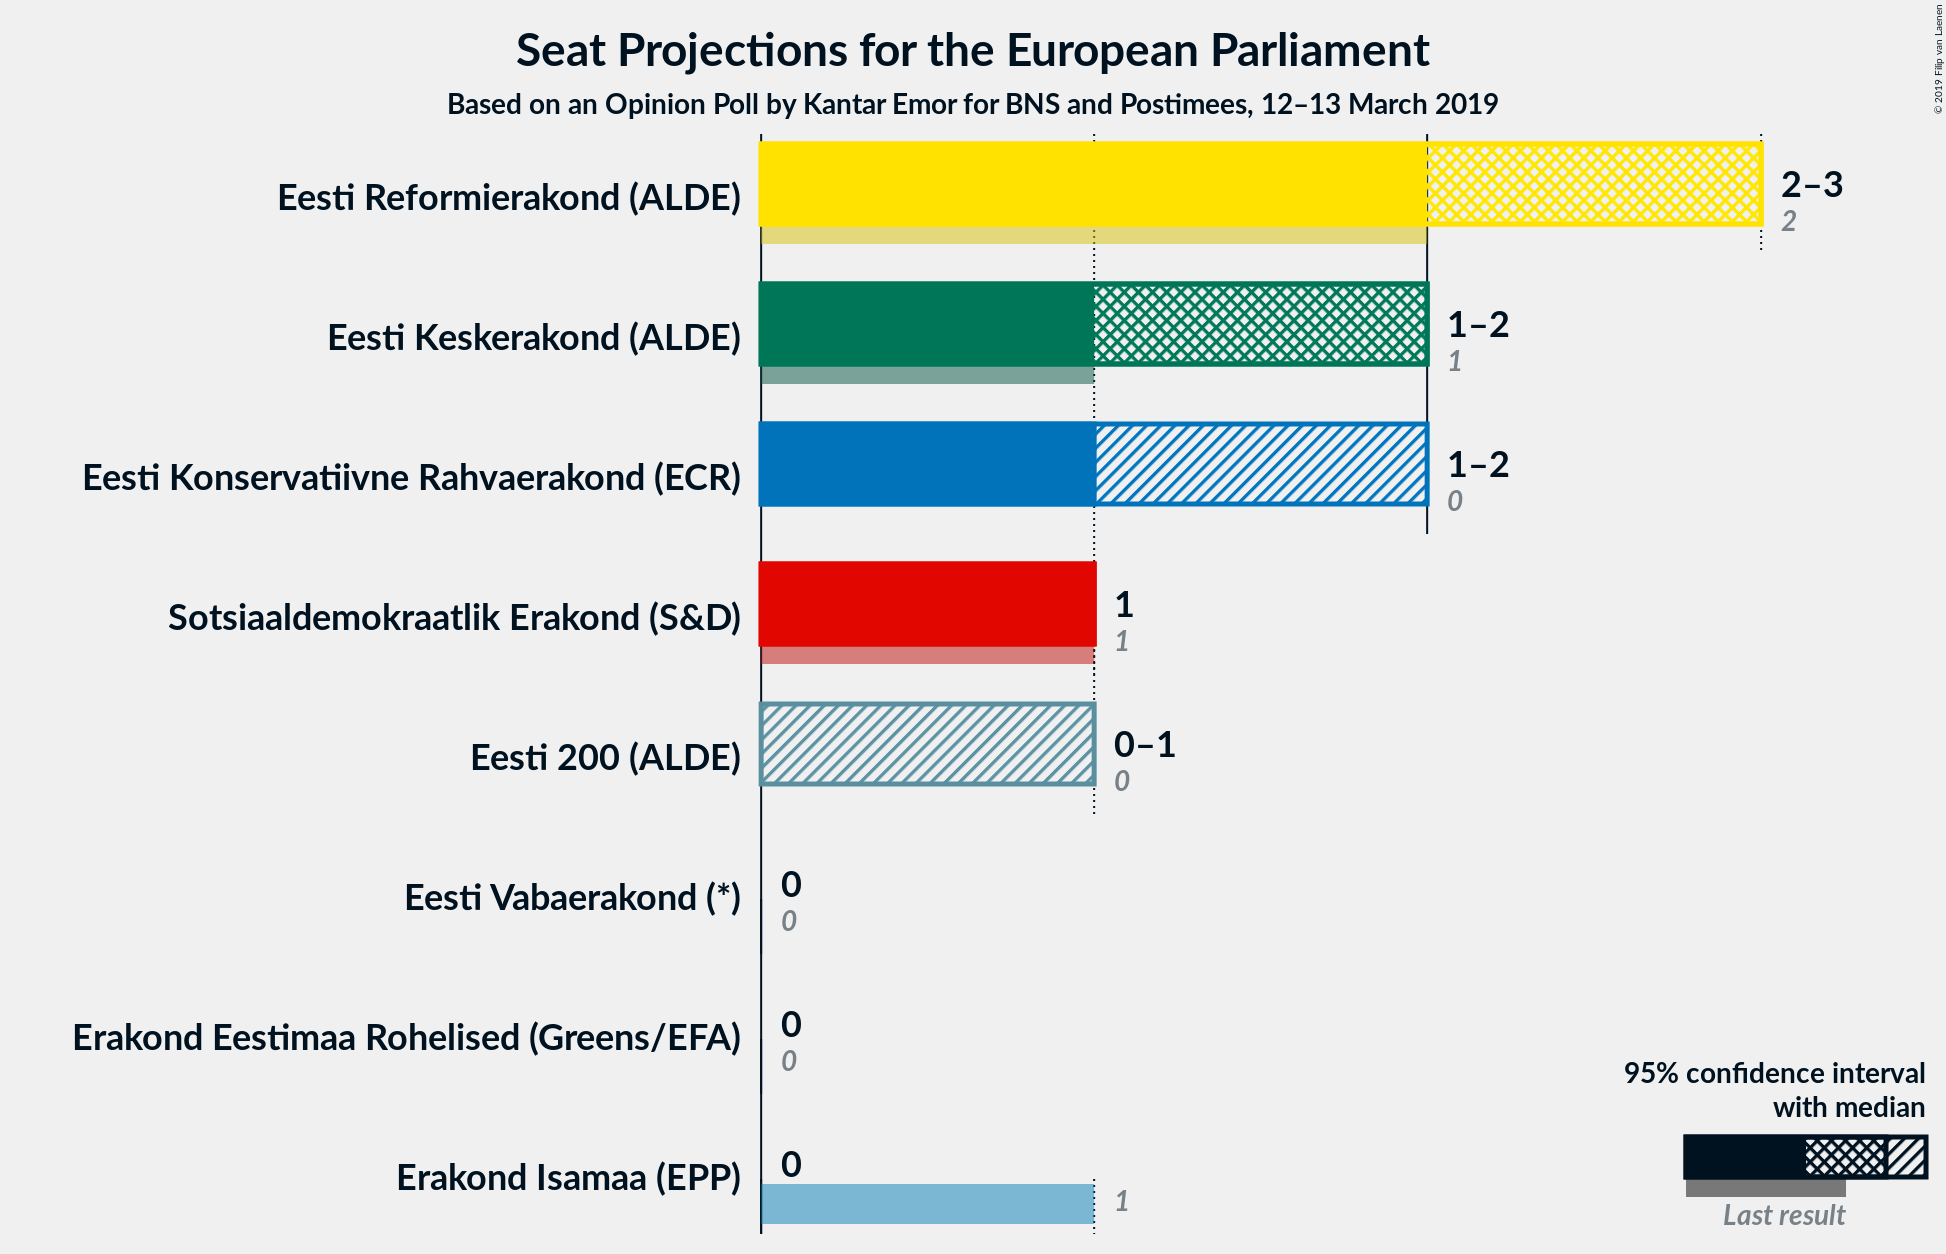 Seat Projections for the European Parliament
Based on an Opinion Poll by Kantar Emor for BNS and Postimees, 12–13 March 2019
© 2019 Filip van Laenen
Eesti Reformierakond (ALDE)
2–3
2
Eesti Keskerakond (ALDE)
1–2
1
Eesti Konservatiivne Rahvaerakond (ECR)
1–2
0
Sotsiaaldemokraatlik Erakond (S&D)
1
1
Eesti 200 (ALDE)
0–1
0
Eesti Vabaerakond (*)
0
0
Erakond Eestimaa Rohelised (Greens/EFA)
0
0
Erakond Isamaa (EPP)
0
1
95% confidence interval
with median
Last result